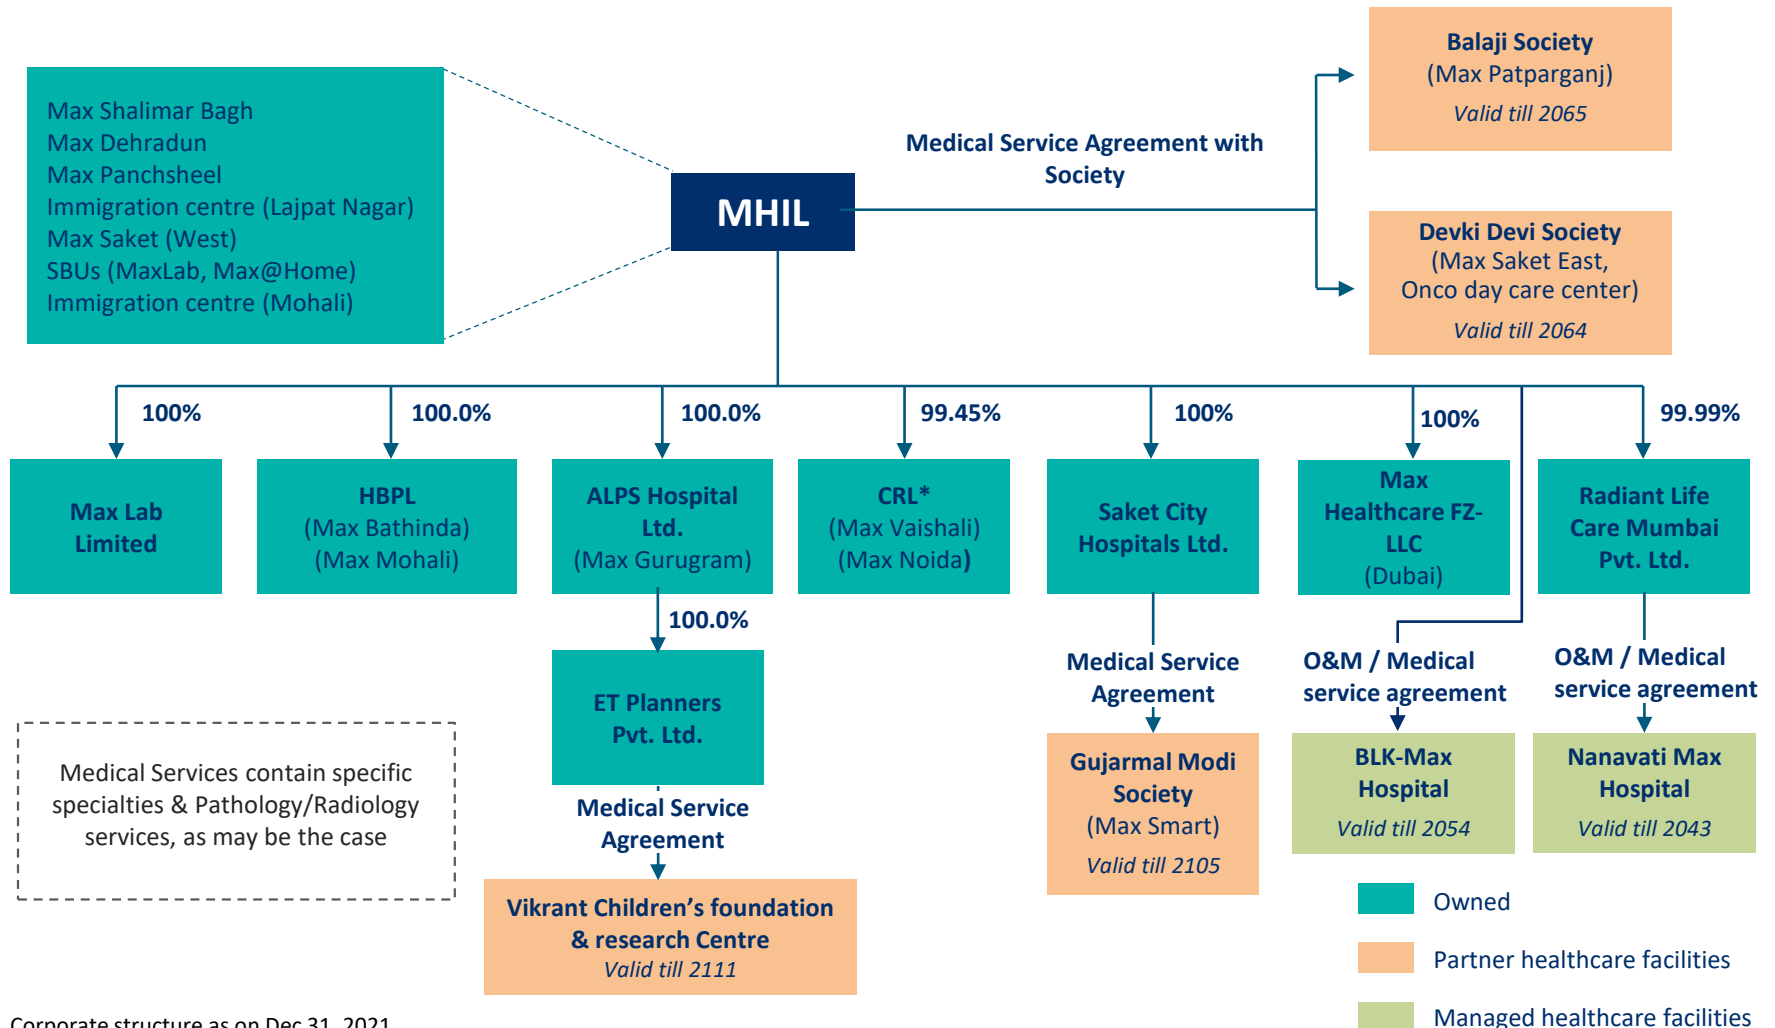 Balaji Society
(Max Patparganj)
Valid till 2065
Max Shalimar Bagh
Max Dehradun
Max Panchsheel
Immigration centre (Lajpat Nagar)
Max Saket (West)
SBUs (MaxLab, Max@Home)
Immigration centre (Mohali)
Medical Service Agreement with
Society
MHIL
Devki Devi Society
(Max Saket East,
Onco day care center)
Valid till 2064
100%
100.0%
100.0%
99.45%
100%
100%
99.99%
Max Lab
Limited
HBPL
(Max Bathinda)
(Max Mohali)
ALPS Hospital
Ltd.
(Max Gurugram)
CRL*
(Max Vaishali)
(Max Noida)
Saket City
Hospitals Ltd.
Max
Healthcare FZ-
LLC
(Dubai)
Radiant Life
Care Mumbai
Pvt. Ltd.
100.0%
ET Planners
Pvt. Ltd.
Medical Service
Agreement
O&M / Medical
service agreement
O&M / Medical
service agreement
Medical Services contain specific
specialties & Pathology/Radiology
services, as may be the case
Medical Service
Agreement
Gujarmal Modi
Society
(Max Smart)
Valid till 2105
BLK-Max
Hospital
Valid till 2054
Nanavati Max
Hospital
Valid till 2043
Vikrant Children’s foundation
& research Centre
Valid till 2111
Owned
Partner healthcare facilities
Managed healthcare facilities
Corporate structure as on Dec 31, 2021